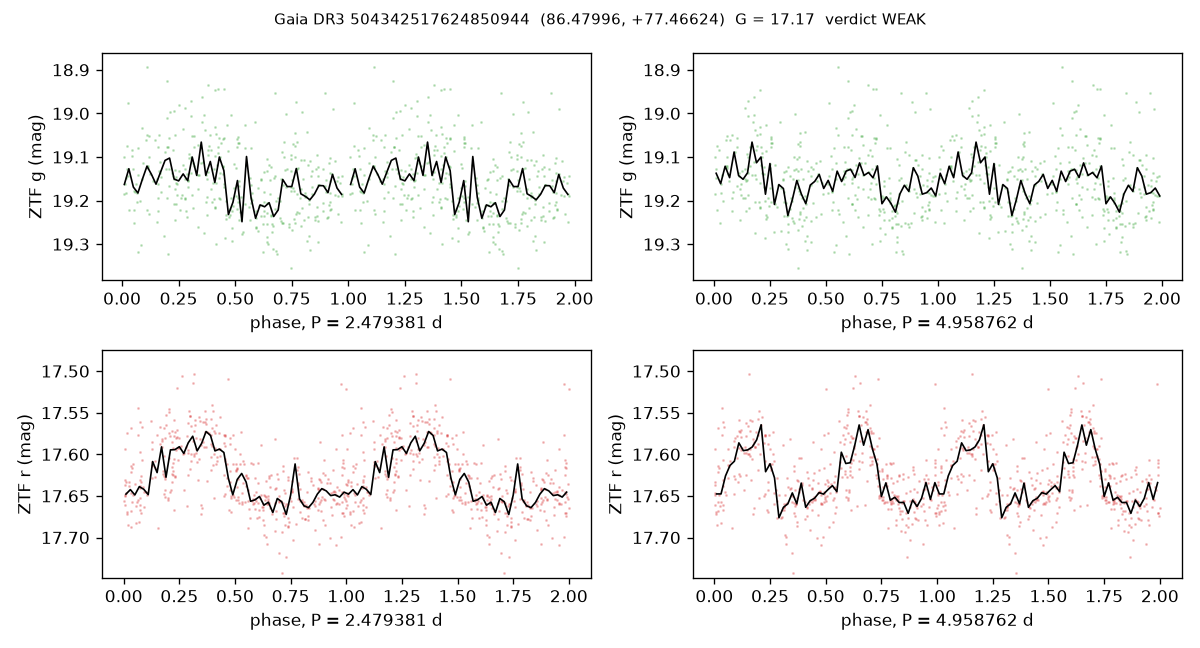 Gaia DR3 504342517624850944 (86.47996, +77.46624) G = 17.17 verdict WEAK
ZTF g (mag)
18.9
19.0
19.1
19.2
19.3
0.00 0.25 0.50 0.75 1.00 1.25 1.50 1.75 2.00
phase, P = 2.479381 d
ZTF g (mag)
18.9
19.0
19.1
19.2
19.3
0.00 0.25 0.50 0.75 1.00 1.25 1.50 1.75 2.00
phase, P = 4.958762 d
ZTF r (mag)
17.50
17.55
17.60
17.65
17.70
0.00 0.25 0.50 0.75 1.00 1.25 1.50 1.75 2.00
phase, P = 2.479381 d
ZTF r (mag)
17.50
17.55
17.60
17.65
17.70
0.00 0.25 0.50 0.75 1.00 1.25 1.50 1.75 2.00
phase, P = 4.958762 d